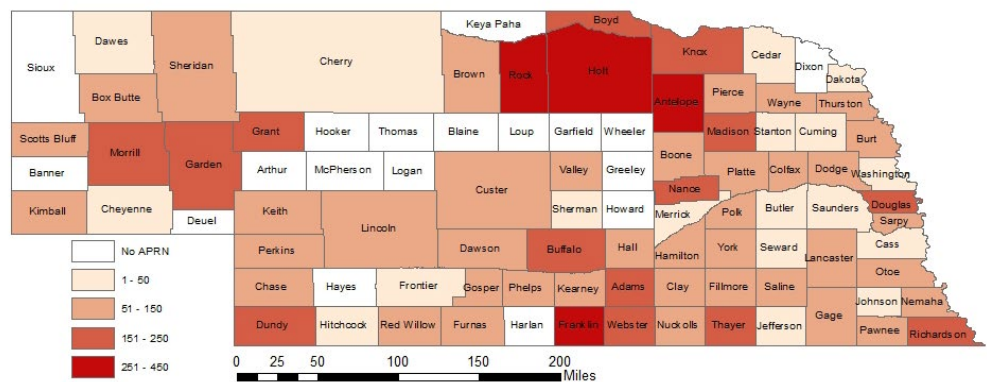 Keya Paha
Boyd
Dawes
Knox
Cedar
Sioux
Sheridan
Cherry
Dixon
Brown
Rock
Holt
Dakota
Box Butte
Antelope
Pierce
Wayne
Thurston
Grant
Hooker
Thomas
Blaine
Loup
Garfield
Wheeler
Madison
Stanton
Cuming
Scotts Bluff
Burt
Morrill
Garden
Boone
Banner
Arthur
McPherson
Logan
Valley
Greeley
Platte
Colfax
Dodge
Washington
Custer
Nance
Kimball
Cheyenne
Keith
Sherman
Howard
Merrick
Polk
Butler
Saunders
Douglas
Deuel
Lincoln
Sarpy
Perkins
Dawson
Buffalo
Hall
Hamilton
York
Seward
Lancaster
Cass
Otoe
Chase
Hayes
Frontier
Gosper
Phelps
Kearney
Adams
Clay
Fillmore
Saline
Johnson
Nemaha
Dundy
Hitchcock
Red Willow
Furnas
Harlan
Franklin
Webster
Nuckolls
Thayer
Jefferson
Gage
Pawnee
Richardson
No APRN
1 - 50
51 - 150
151 - 250
251 - 450
0 50 100 150 200
Miles